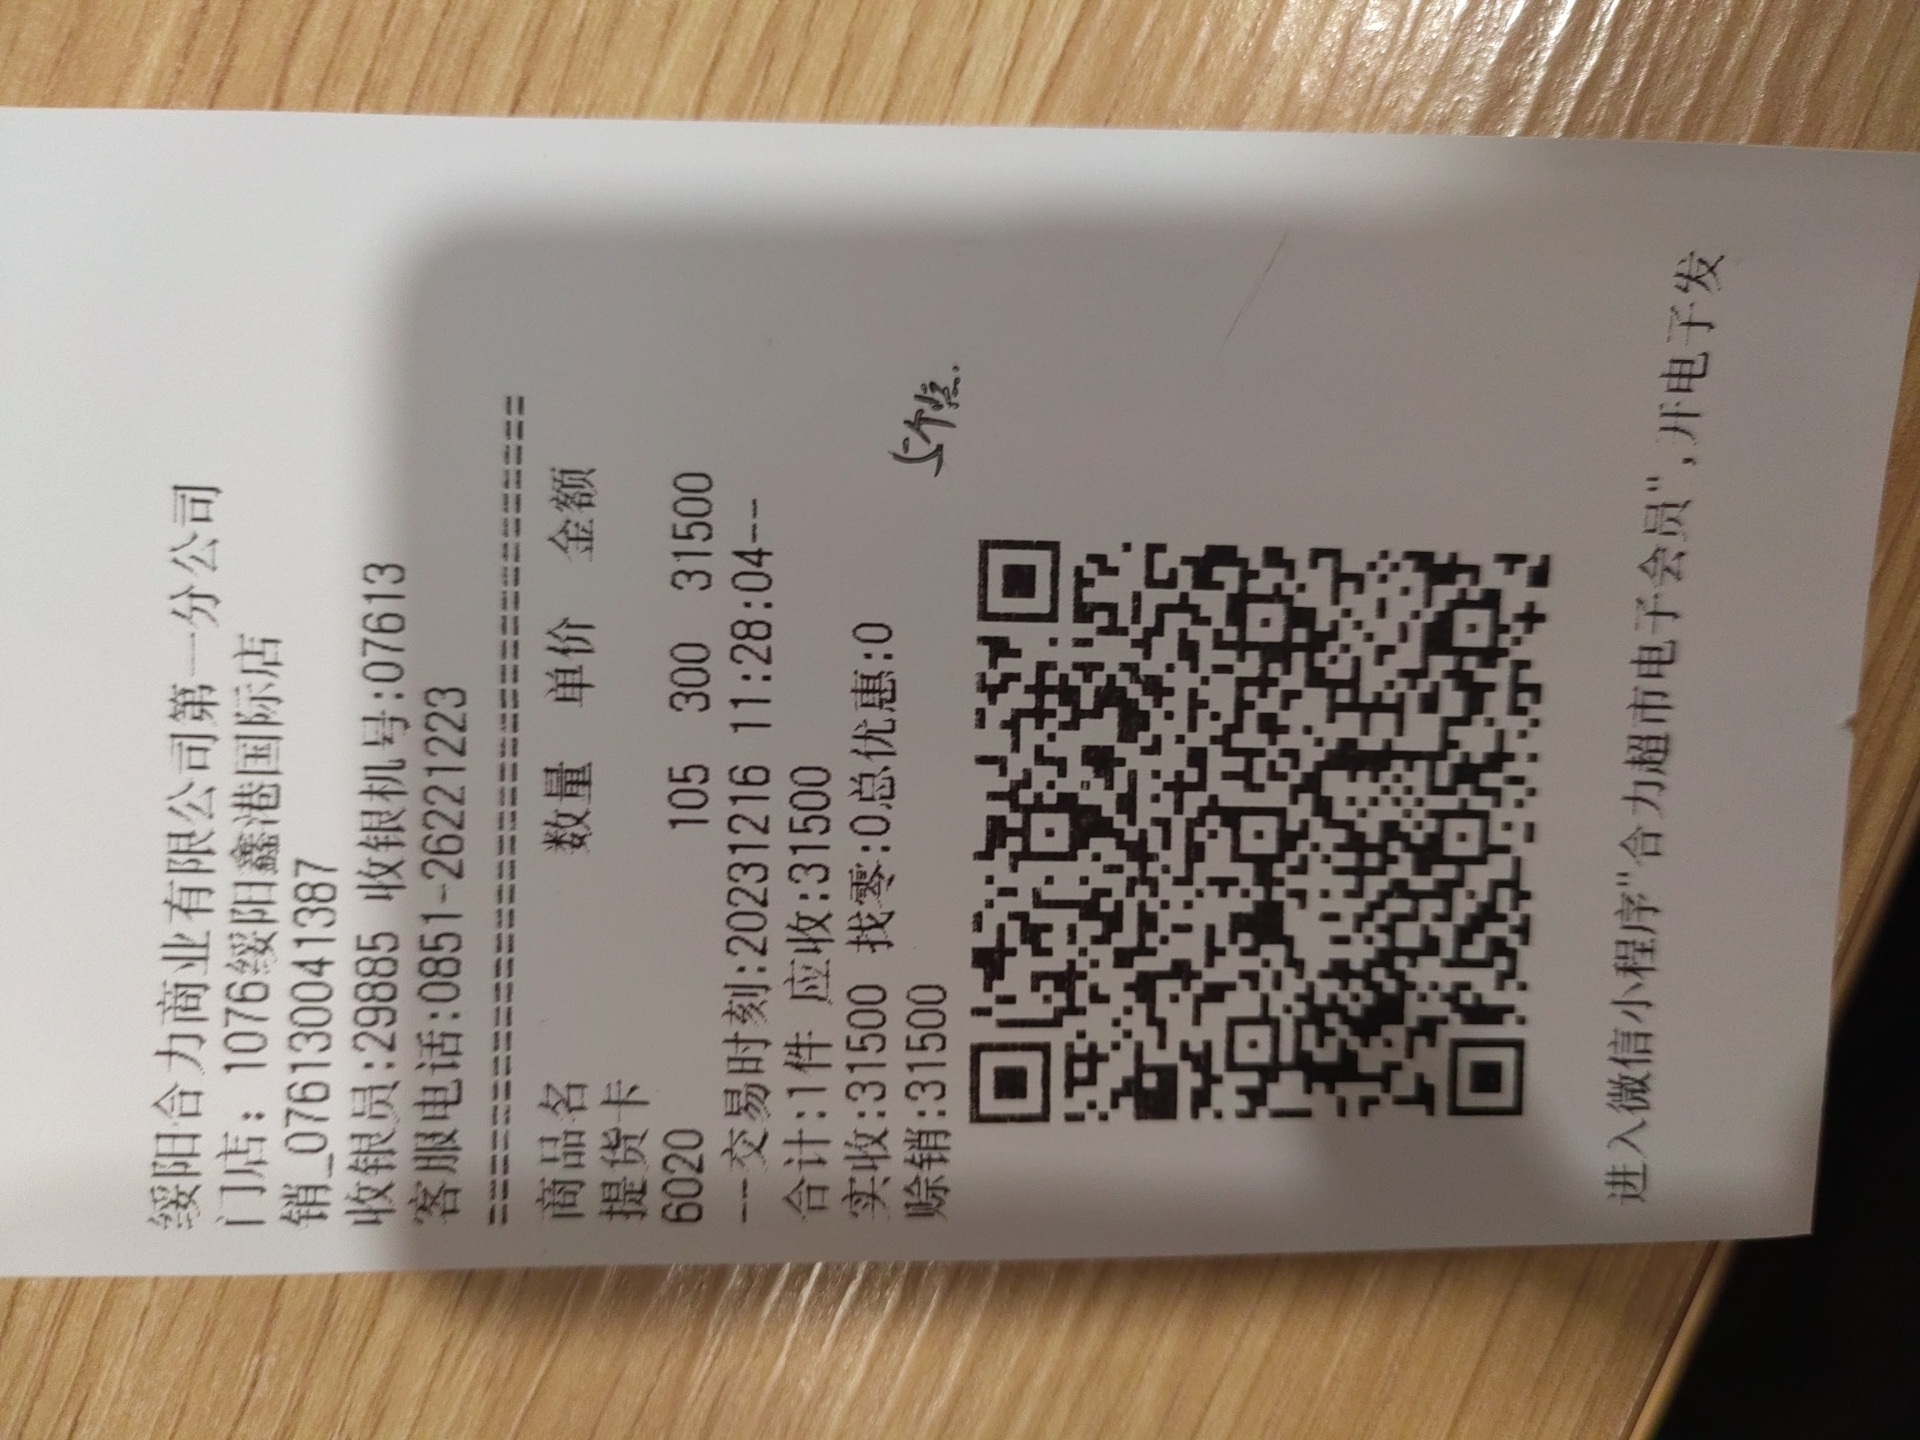 绥阳合力商业有限公司第一分公司
门店: 1076绥阳鑫港国际店
销_076130041387
收银员:29885 收银机号:07613
客服电话:0851-26221223
==========================================
商品名 数量 单价 金额
提货卡
6020 105 300 31500
--交易时刻:20231216 11:28:04--
合计:1件 应收:31500
实收:31500 找零:0总优惠:0
赊销:31500
进入微信小程序"合力超市电子会员",开电子发